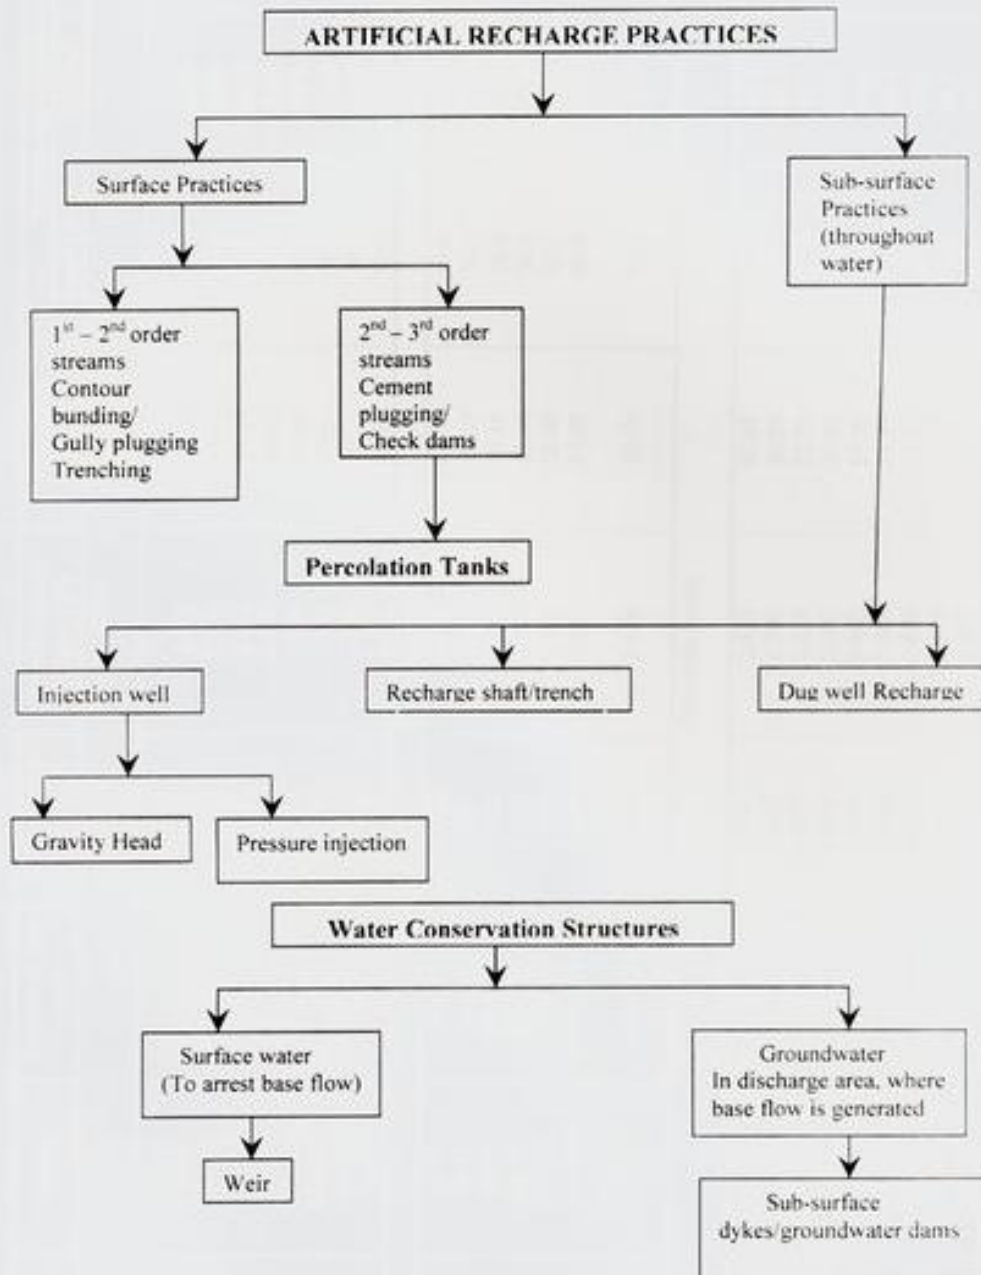 ARTIFICIAL RECHARGE PRACTICES
Surface Practices
Sub-surface
Practices
(throughout
water)
1st – 2nd order
streams
Contour
bunding/
Gully plugging
Trenching
2nd – 3rd order
streams
Cement
plugging/
Check dams
Percolation Tanks
Injection well
Recharge shaft/trench
Dug well Recharge
Gravity Head
Pressure injection
Water Conservation Structures
Surface water
(To arrest base flow)
Groundwater
In discharge area, where
base flow is generated
Weir
Sub-surface
dykes/groundwater dams